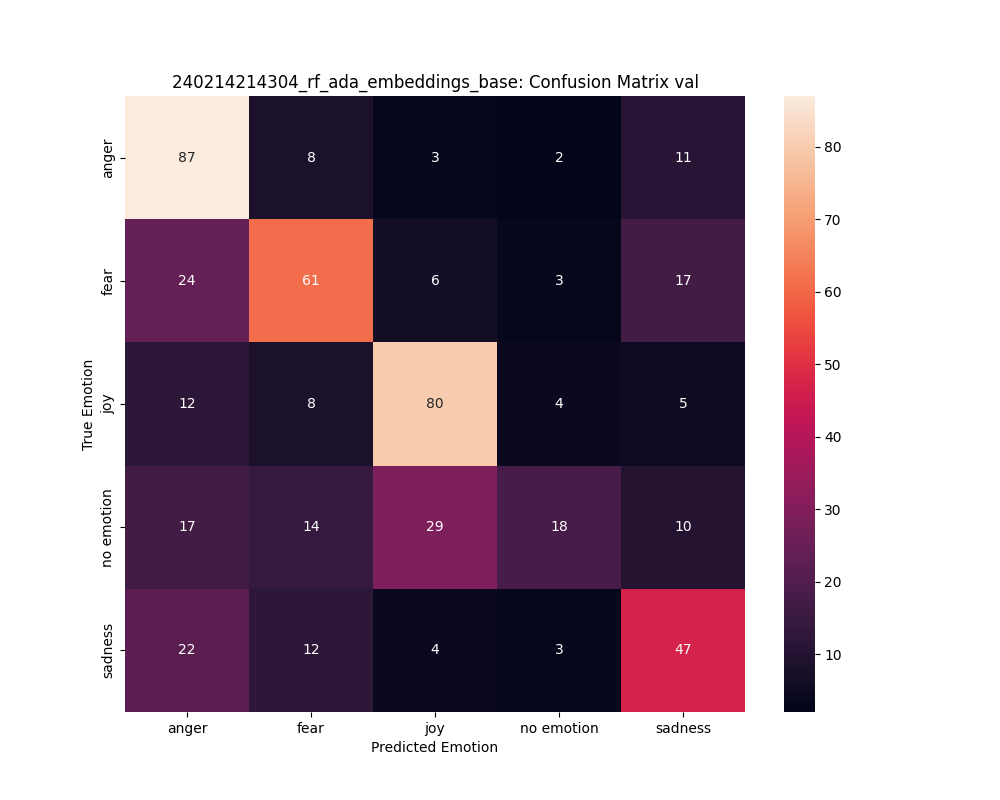 240214214304_rf_ada_embeddings_base: Confusion Matrix val
anger 87 8 3 2 11
fear 24 61 6 3 17
joy 12 8 80 4 5
no emotion 17 14 29 18 10
sadness 22 12 4 3 47
True Emotion
anger fear joy no emotion sadness
Predicted Emotion
80
70
60
50
40
30
20
10